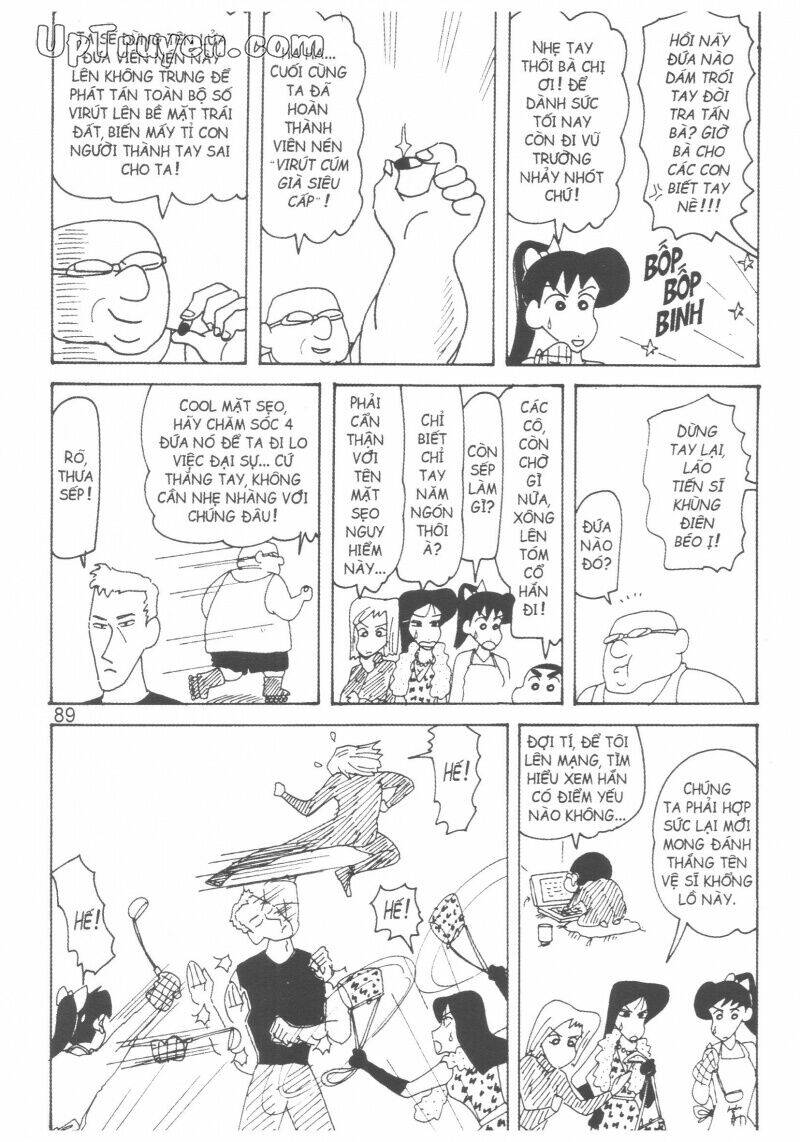 HỒI NÃY
ĐỨA NÀO
DÁM TRÓI
TAY ĐÒI
TRA TẤN
BÀ? GIỜ
BÀ CHO
CÁC CON
BIẾT TAY
NÈ!!!
NHẸ TAY
THÔI BÀ CHỊ
ƠI! ĐỂ
DÀNH SỨC
TỐI NAY
CÒN ĐI VŨ
TRƯỜNG
NHẢY NHÓT
CHỨ!
BỐP
BỐP
BINH
CUỐI CÙNG
TA ĐÃ
HOÀN
THÀNH
VIÊN NÉN
"VIRÚT CÚM
GIÀ SIÊU
CẤP"!
UpTruyen.com
TA SẼ DÙNG TÊN LỬA
ĐƯA VIÊN NÉN NÀY
LÊN KHÔNG TRUNG ĐỂ
PHÁT TÁN TOÀN BỘ SỐ
VIRÚT LÊN BỀ MẶT TRÁI
ĐẤT, BIẾN MẤY TỈ CON
NGƯỜI THÀNH TAY SAI
CHO TA!
DỪNG
TAY LẠI,
LÃO
TIẾN SĨ
KHÙNG
ĐIÊN
BÉO Ị!
ĐỨA
NÀO
ĐÓ?
CÁC
CÔ,
CÒN
CHỜ
GÌ
NỮA,
XÔNG
LÊN
TÓM
CỔ
HẮN
ĐI!
CÒN
SẾP
LÀM
GÌ?
CHỈ
BIẾT
CHỈ
TAY
NĂM
NGÓN
THÔI
À?
PHẢI
CẨN
THẬN
VỚI
TÊN
MẶT
SẸO
NGUY
HIỂM
NÀY...
COOL MẶT SẸO,
HÃY CHĂM SÓC 4
ĐỨA NÓ ĐỂ TA ĐI LO
VIỆC ĐẠI SỰ... CỨ
THẲNG TAY, KHÔNG
CẦN NHẸ NHÀNG VỚI
CHÚNG ĐÂU!
RÕ,
THƯA
SẾP!
89
CHÚNG
TA PHẢI HỢP
SỨC LẠI MỚI
MONG ĐÁNH
THẮNG TÊN
VỆ SĨ KHỔNG
LỒ NÀY.
ĐỢI TÍ, ĐỂ TÔI
LÊN MẠNG, TÌM
HIỂU XEM HẮN
CÓ ĐIỂM YẾU
NÀO KHÔNG...
HẾ!
HẾ!
HẾ!